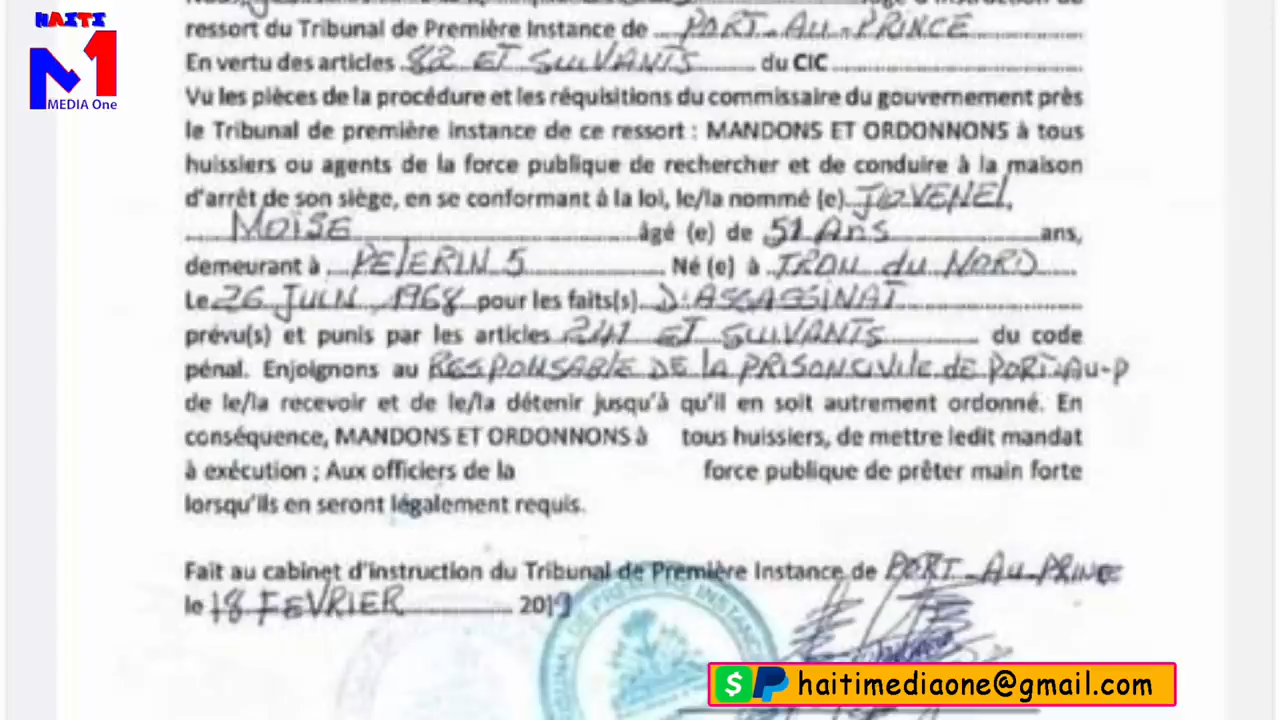 HAITI
M1
MEDIA One
ressort du Tribunal de Première Instance de PORT-AU-PRINCE
En vertu des articles 82 ET SUIVANTS du CIC
Vu les pièces de la procédure et les réquisitions du commissaire du gouvernement près
le Tribunal de première instance de ce ressort : MANDONS ET ORDONNONS à tous
huissiers ou agents de la force publique de rechercher et de conduire à la maison
d'arrêt de son siège, en se conformant à la loi, le/la nommé (e) JOVENEL
MOÏSE âgé (e) de 51 Ans ans,
demeurant à PELERIN 5 Né (e) à TROU du NORD
Le 26 JUIN 1968 pour les faits(s) D'ASSASSINAT
prévu(s) et punis par les articles 241 ET SUIVANTS du code
pénal. Enjoignons au RESPONSABLE DE la PRISON CIVILE de PORT-AU-P
de le/la recevoir et de le/la détenir jusqu'à qu'il en soit autrement ordonné. En
conséquence, MANDONS ET ORDONNONS à tous huissiers, de mettre ledit mandat
à exécution ; Aux officiers de la force publique de prêter main forte
lorsqu'ils en seront légalement requis.
Fait au cabinet d'instruction du Tribunal de Première Instance de PORT-AU-PRINCE
le 18 FEVRIER 2019
TRIBUNAL DE PREMIERE INSTANCE
$ haitimediaone@gmail.com